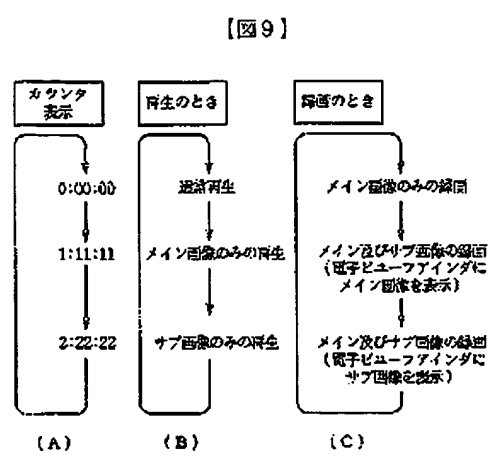 【図9】
カウンタ
表示
再生のとき
録画のとき
0:00:00
通常再生
メイン画像のみの録画
1:11:11
メイン画像のみの再生
メイン及びサブ画像の録画
(電子ビューファインダに
メイン画像を表示)
2:22:22
サブ画像のみの再生
メイン及びサブ画像の録画
(電子ビューファインダに
サブ画像を表示)
(A)
(B)
(C)